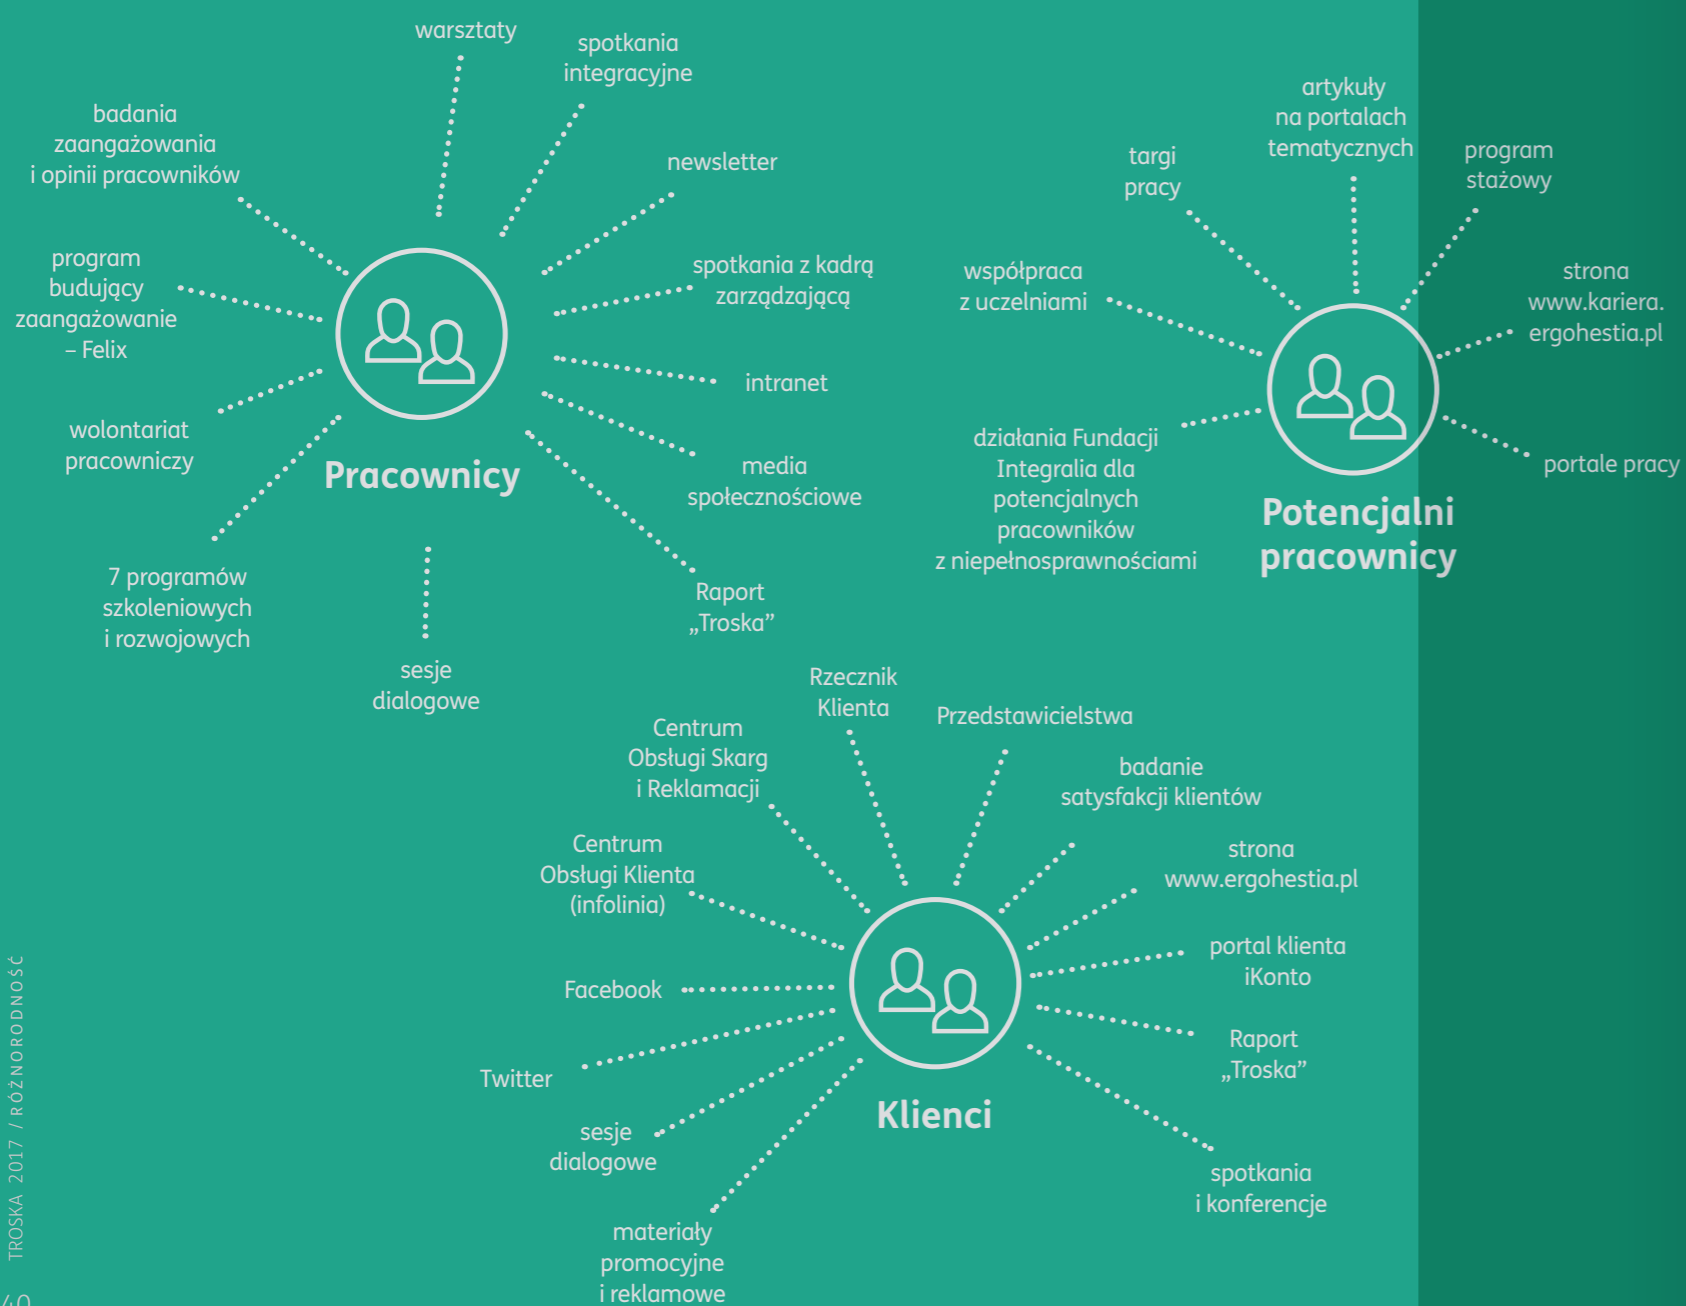 warsztaty
spotkania
integracyjne
badania
zaangażowania
i opinii pracowników
newsletter
program
budujący
zaangażowanie
– Felix
spotkania z kadrą
zarządzającą
intranet
wolontariat
pracowniczy
media
społecznościowe
Pracownicy
7 programów
szkoleniowych
i rozwojowych
sesje
dialogowe
Raport
„Troska”
artykuły
na portalach
tematycznych
targi
pracy
program
stażowy
współpraca
z uczelniami
strona
www.kariera.
ergohestia.pl
działania Fundacji
Integralia dla
potencjalnych
pracowników
z niepełnosprawnościami
portale pracy
Potencjalni
pracownicy
Rzecznik
Klienta
Przedstawicielstwa
Centrum
Obsługi Skarg
i Reklamacji
badanie
satysfakcji klientów
Centrum
Obsługi Klienta
(infolinia)
strona
www.ergohestia.pl
portal klienta
iKonto
Facebook
Raport
„Troska”
Twitter
Klienci
sesje
dialogowe
spotkania
i konferencje
materiały
promocyjne
i reklamowe
TROSKA 2017 / RÓŻNORODNOŚĆ
40